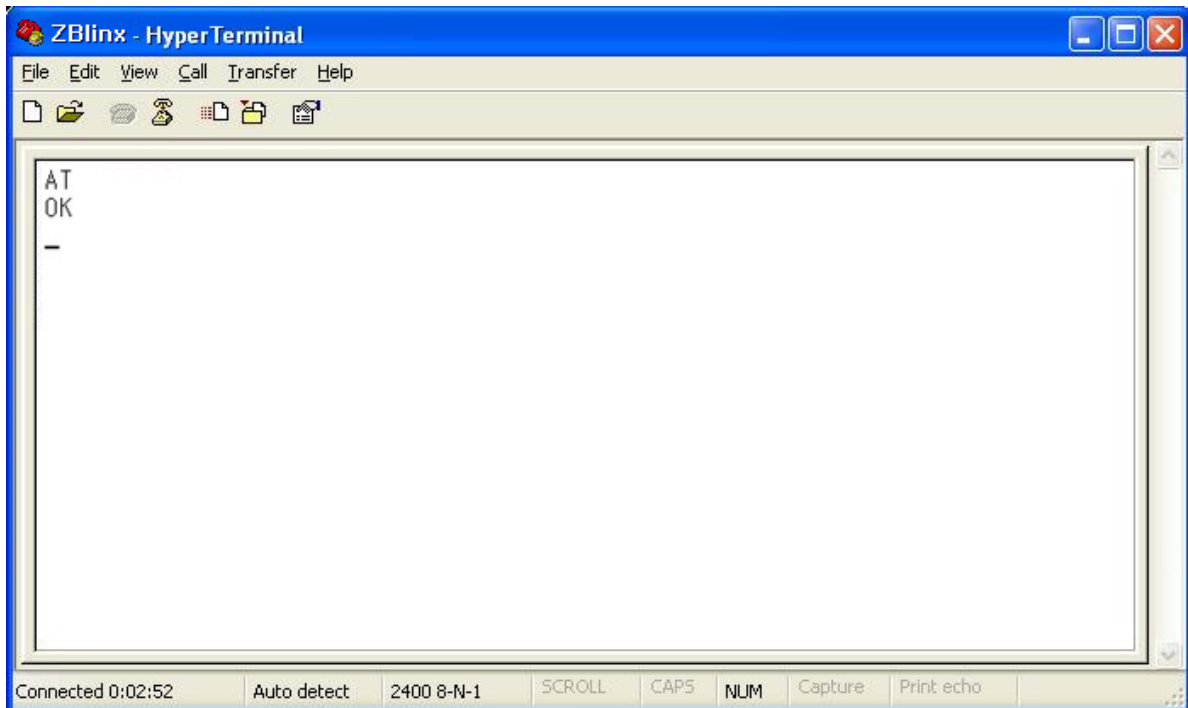 ZBlinx - HyperTerminal
File Edit View Call Transfer Help
AT
OK
_
Connected 0:02:52 Auto detect 2400 8-N-1 SCROLL CAPS NUM Capture Print echo